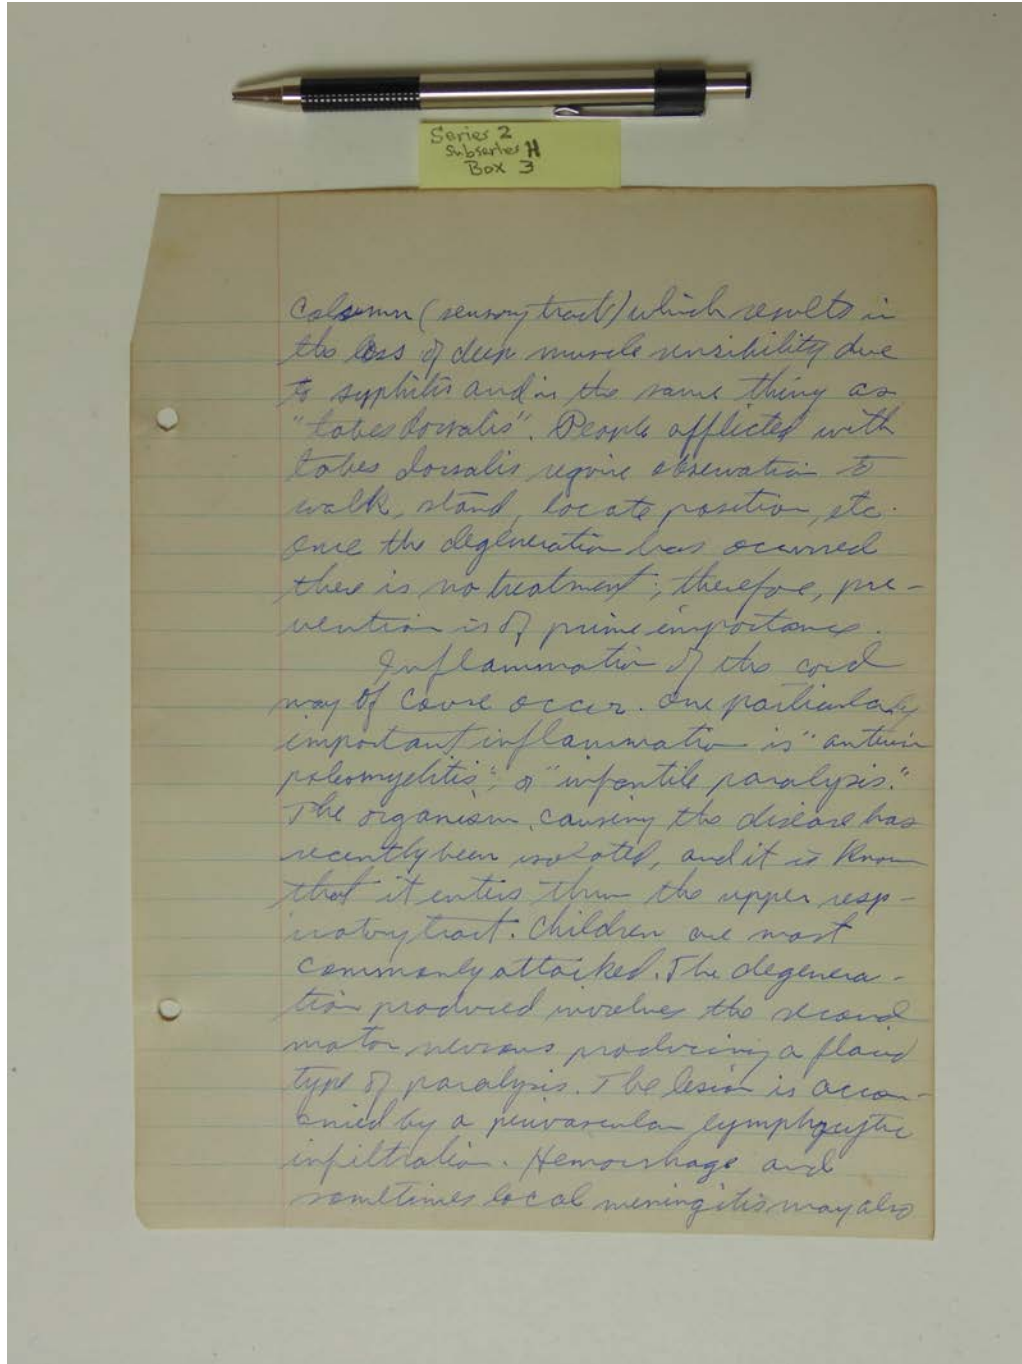 Series 2
Subseries H
Box 3
Column (sensory tract) which results in
the loss of deep muscle sensibility due
to syphilis and is the same thing as
"tabes dorsalis". People afflicted with
tabes dorsalis require observation to
walk, stand, locate position, etc.
Once the degeneration has ocurred
there is no treatment; therefore, pre-
vention is of prime importance.
Inflammation of the cord
may of couse occur. One particularly
important inflammation is "anterior
poleomyelitis" or "infantile paralysis."
The organism causing the disease has
recently been isolated, and it is known
that it enters thru the upper resp-
iratory tract. Children are most
commonly attacked. The degenera-
tion produced involves the second
motor neurons producing a flacid
type of paralysis. The lesion is accom-
panied by a perivascular lymphocytic
infiltration. Hemorrhage and
sometimes local meningitis may also